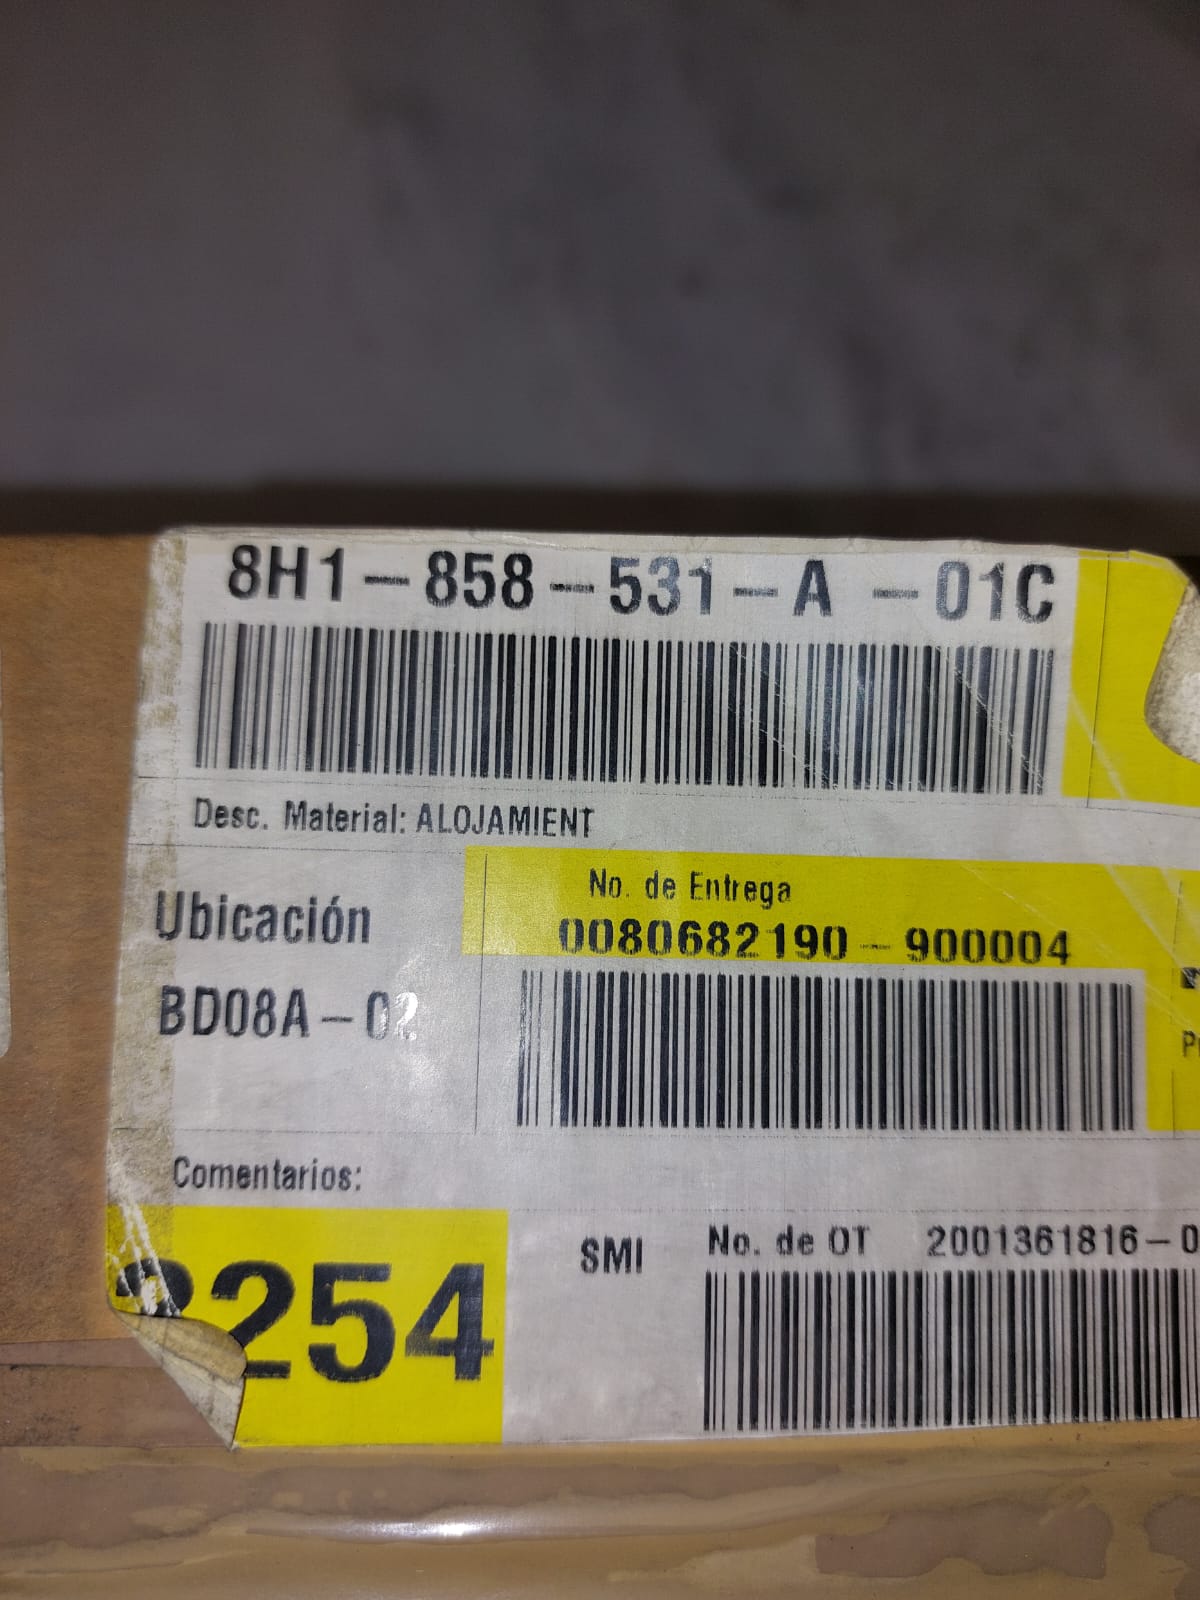 8H1-858-531-A -01C
Desc. Material: ALOJAMIENT
No. de Entrega
0080682190-900004
Ubicación
BD08A-02
Comentarios:
SMI
No. de OT 2001361816-0
254